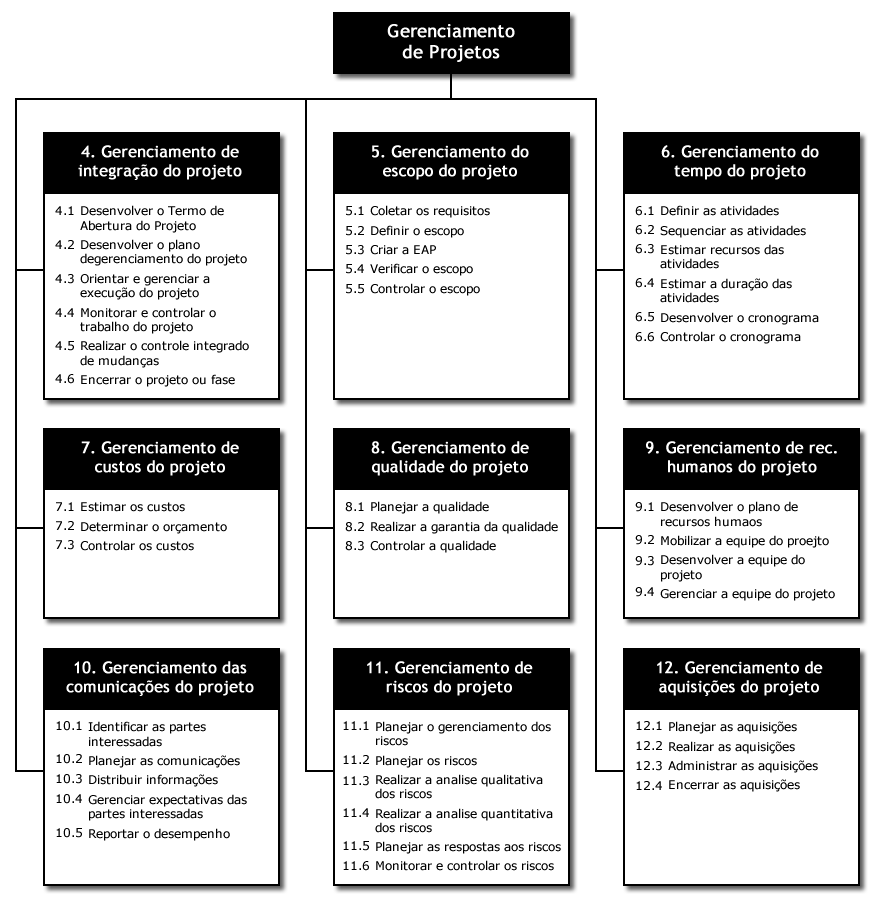 Gerenciamento
de Projetos
4. Gerenciamento de
integração do projeto
4.1 Desenvolver o Termo de
Abertura do Projeto
4.2 Desenvolver o plano
degerenciamento do projeto
4.3 Orientar e gerenciar a
execução do projeto
4.4 Monitorar e controlar o
trabalho do projeto
4.5 Realizar o controle integrado
de mudanças
4.6 Encerrar o projeto ou fase
5. Gerenciamento do
escopo do projeto
5.1 Coletar os requisitos
5.2 Definir o escopo
5.3 Criar a EAP
5.4 Verificar o escopo
5.5 Controlar o escopo
6. Gerenciamento do
tempo do projeto
6.1 Definir as atividades
6.2 Sequenciar as atividades
6.3 Estimar recursos das
atividades
6.4 Estimar a duração das
atividades
6.5 Desenvolver o cronograma
6.6 Controlar o cronograma
7. Gerenciamento de
custos do projeto
7.1 Estimar os custos
7.2 Determinar o orçamento
7.3 Controlar os custos
8. Gerenciamento de
qualidade do projeto
8.1 Planejar a qualidade
8.2 Realizar a garantia da qualidade
8.3 Controlar a qualidade
9. Gerenciamento de rec.
humanos do projeto
9.1 Desenvolver o plano de
recursos humaos
9.2 Mobilizar a equipe do proejto
9.3 Desenvolver a equipe do
projeto
9.4 Gerenciar a equipe do projeto
10. Gerenciamento das
comunicações do projeto
10.1 Identificar as partes
interessadas
10.2 Planejar as comunicações
10.3 Distribuir informações
10.4 Gerenciar expectativas das
partes interessadas
10.5 Reportar o desempenho
11. Gerenciamento de
riscos do projeto
11.1 Planejar o gerenciamento dos
riscos
11.2 Planejar os riscos
11.3 Realizar a analise qualitativa
dos riscos
11.4 Realizar a analise quantitativa
dos riscos
11.5 Planejar as respostas aos riscos
11.6 Monitorar e controlar os riscos
12. Gerenciamento de
aquisições do projeto
12.1 Planejar as aquisições
12.2 Realizar as aquisições
12.3 Administrar as aquisições
12.4 Encerrar as aquisições